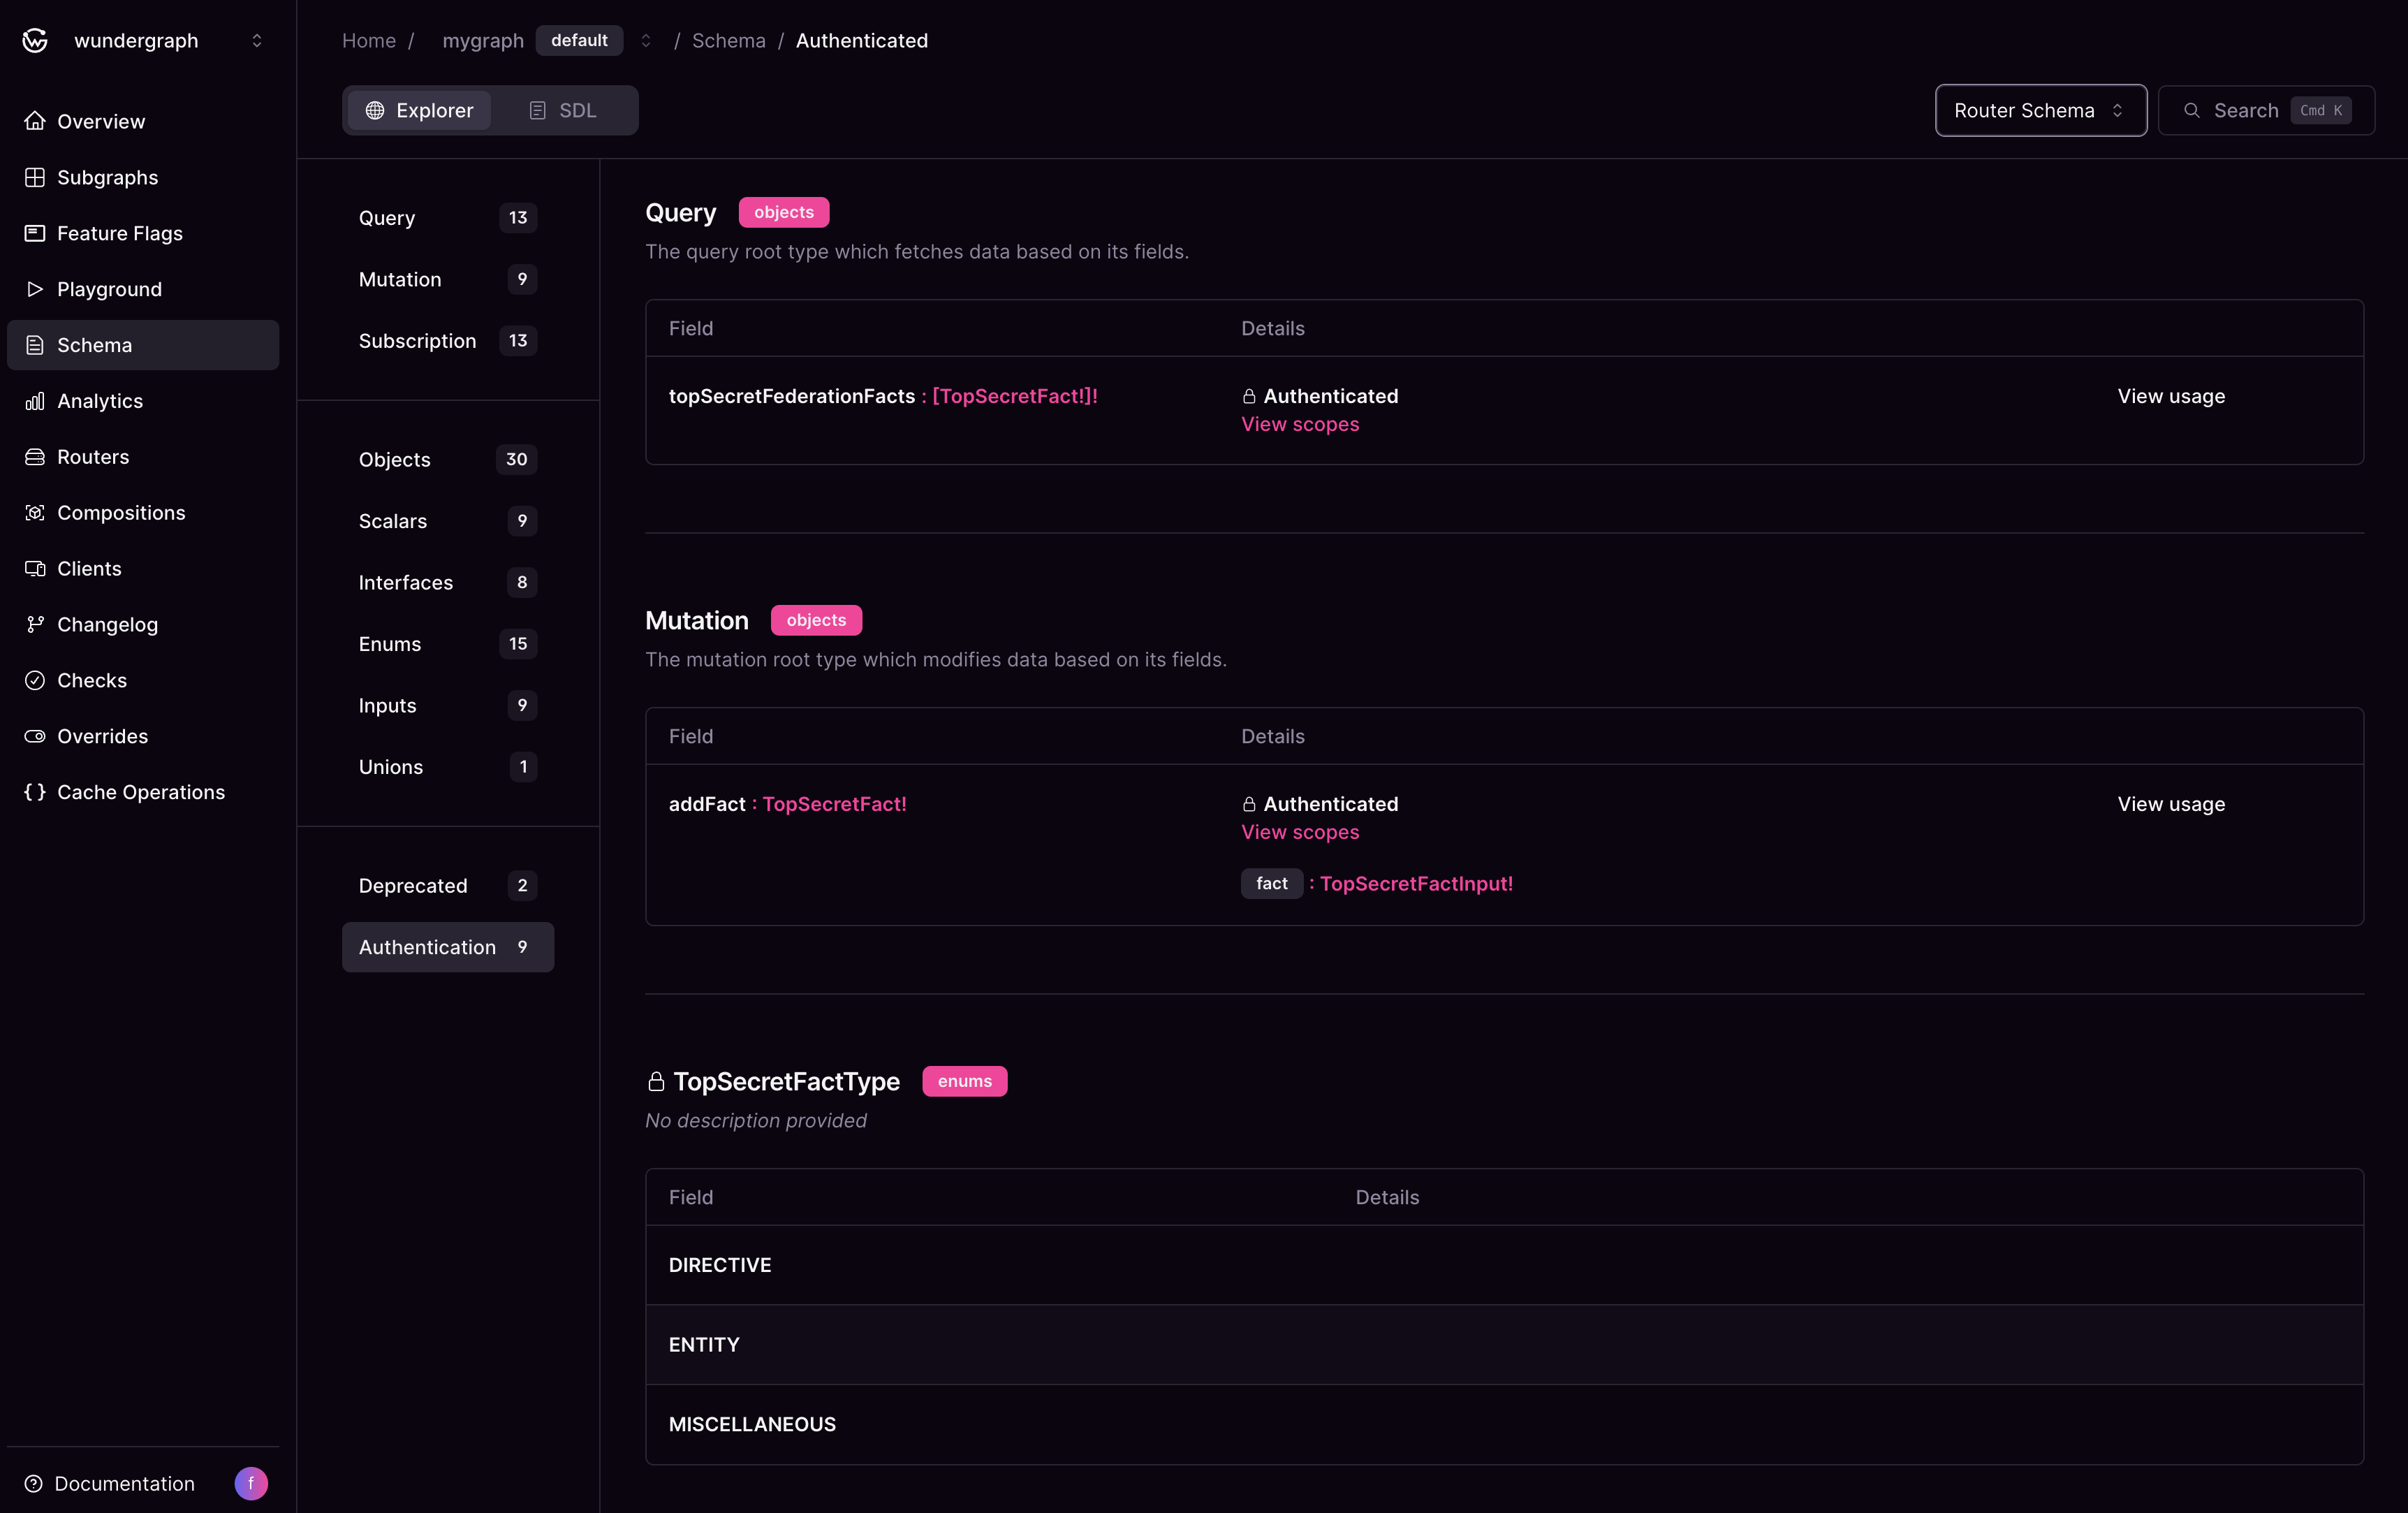 wundergraph
Overview
Subgraphs
Feature Flags
Playground
Schema
Analytics
Routers
Compositions
Clients
Changelog
Checks
Overrides
Cache Operations
Documentation
f
Home / mygraph default / Schema / Authenticated
Explorer SDL
Router Schema
Search Cmd K
Query 13
Mutation 9
Subscription 13
Objects 30
Scalars 9
Interfaces 8
Enums 15
Inputs 9
Unions 1
Deprecated 2
Authentication 9
Query objects
The query root type which fetches data based on its fields.
Field Details
topSecretFederationFacts : [TopSecretFact!]! Authenticated View usage
View scopes
Mutation objects
The mutation root type which modifies data based on its fields.
Field Details
addFact : TopSecretFact! Authenticated View usage
View scopes
fact : TopSecretFactInput!
TopSecretFactType enums
No description provided
Field Details
DIRECTIVE
ENTITY
MISCELLANEOUS